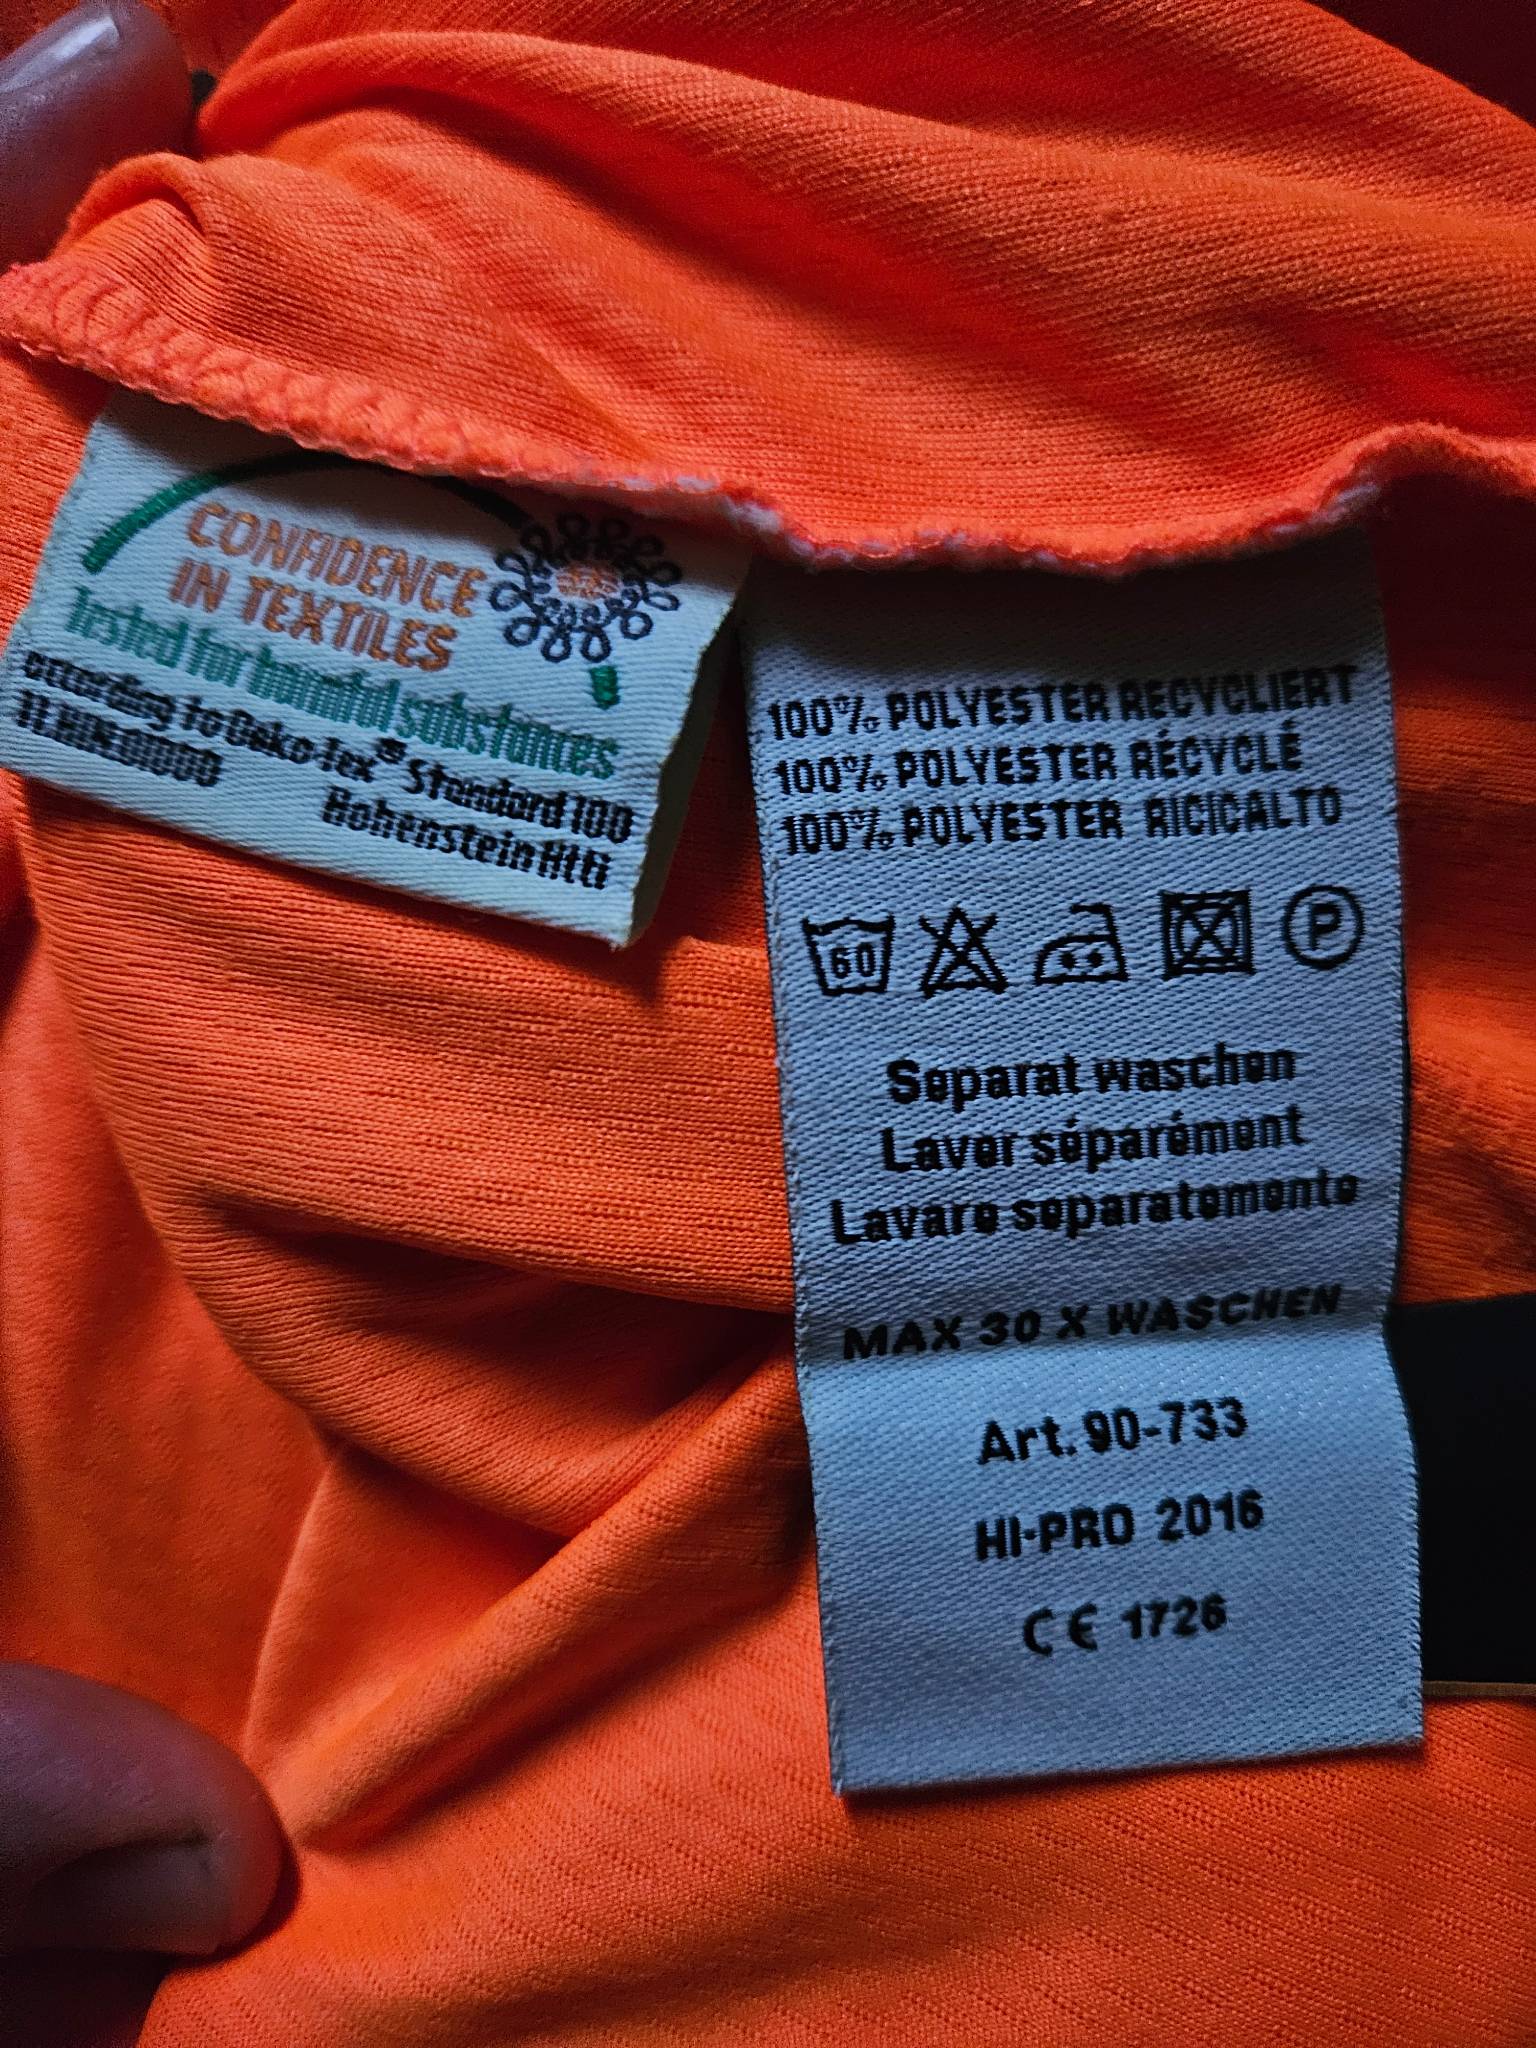 CONFIDENCE
IN TEXTILES
Tested for harmful substances
according to Oeko-Tex® Standard 100
Hohenstein HTTI
100% POLYESTER RECYCLIERT
100% POLYESTER RÉCYCLÉ
100% POLYESTER RICICALTO
60
P
Separat waschen
Laver séparément
Lavare separatemente
MAX 30 X WASCHEN
Art. 90-733
HI-PRO 2016
CE 1726